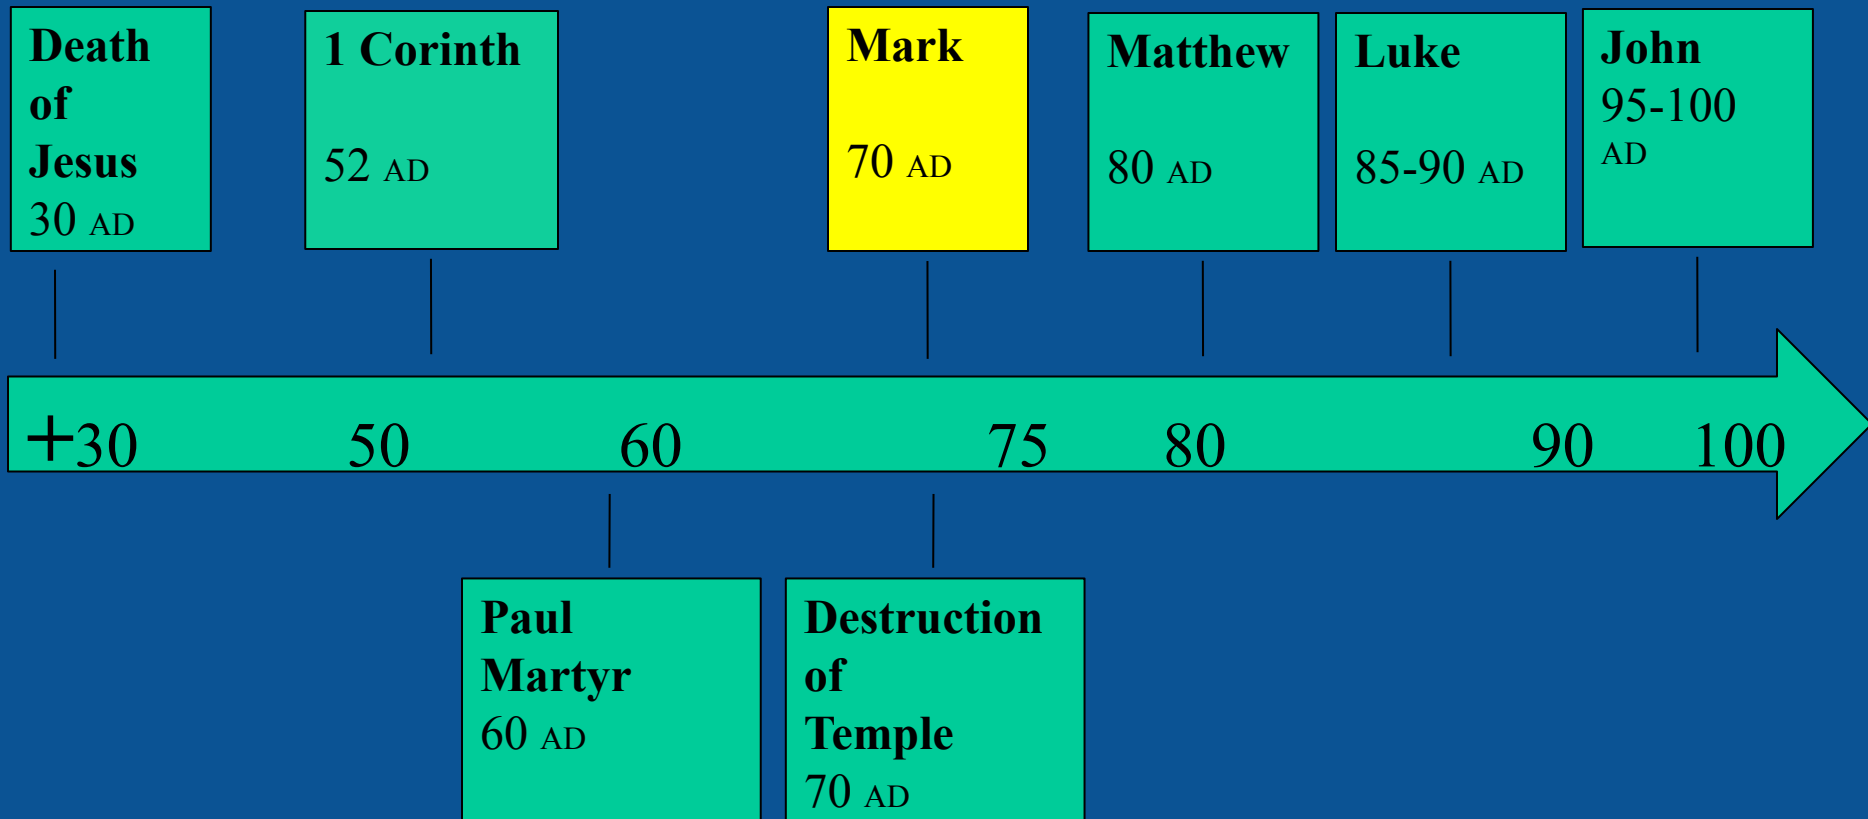 Death
of
Jesus
30 AD
1 Corinth
52 AD
Mark
70 AD
Matthew
80 AD
Luke
85-90 AD
John
95-100
AD
+30 50 60 75 80 90 100
Paul
Martyr
60 AD
Destruction
of
Temple
70 AD